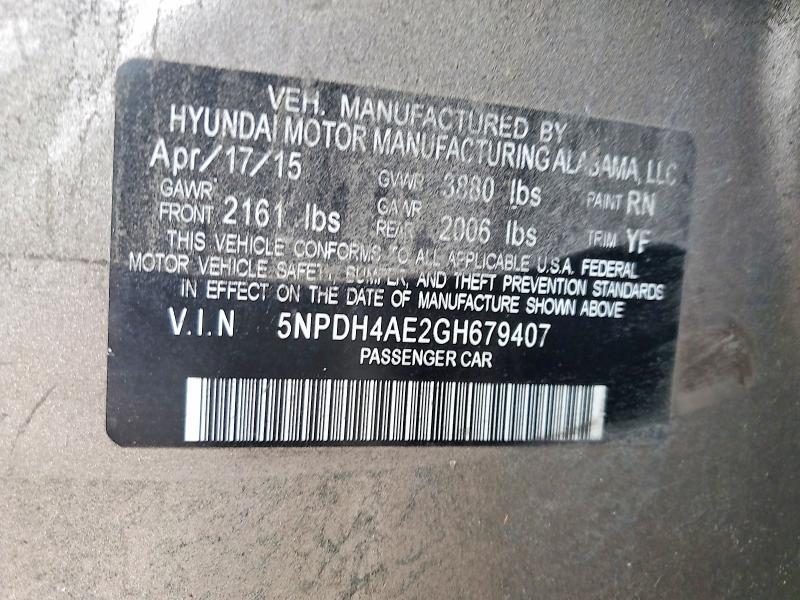 VEH. MANUFACTURED BY
HYUNDAI MOTOR MANUFACTURING ALABAMA, LLC
Apr/17/15 GVWR 3880 lbs PAINT RN
GAWR FRONT 2161 lbs GAWR REAR 2006 lbs TRIM YF
THIS VEHICLE CONFORMS TO ALL APPLICABLE U.S.A. FEDERAL
MOTOR VEHICLE SAFETY, BUMPER, AND THEFT PREVENTION STANDARDS
IN EFFECT ON THE DATE OF MANUFACTURE SHOWN ABOVE
V.I.N 5NPDH4AE2GH679407
PASSENGER CAR